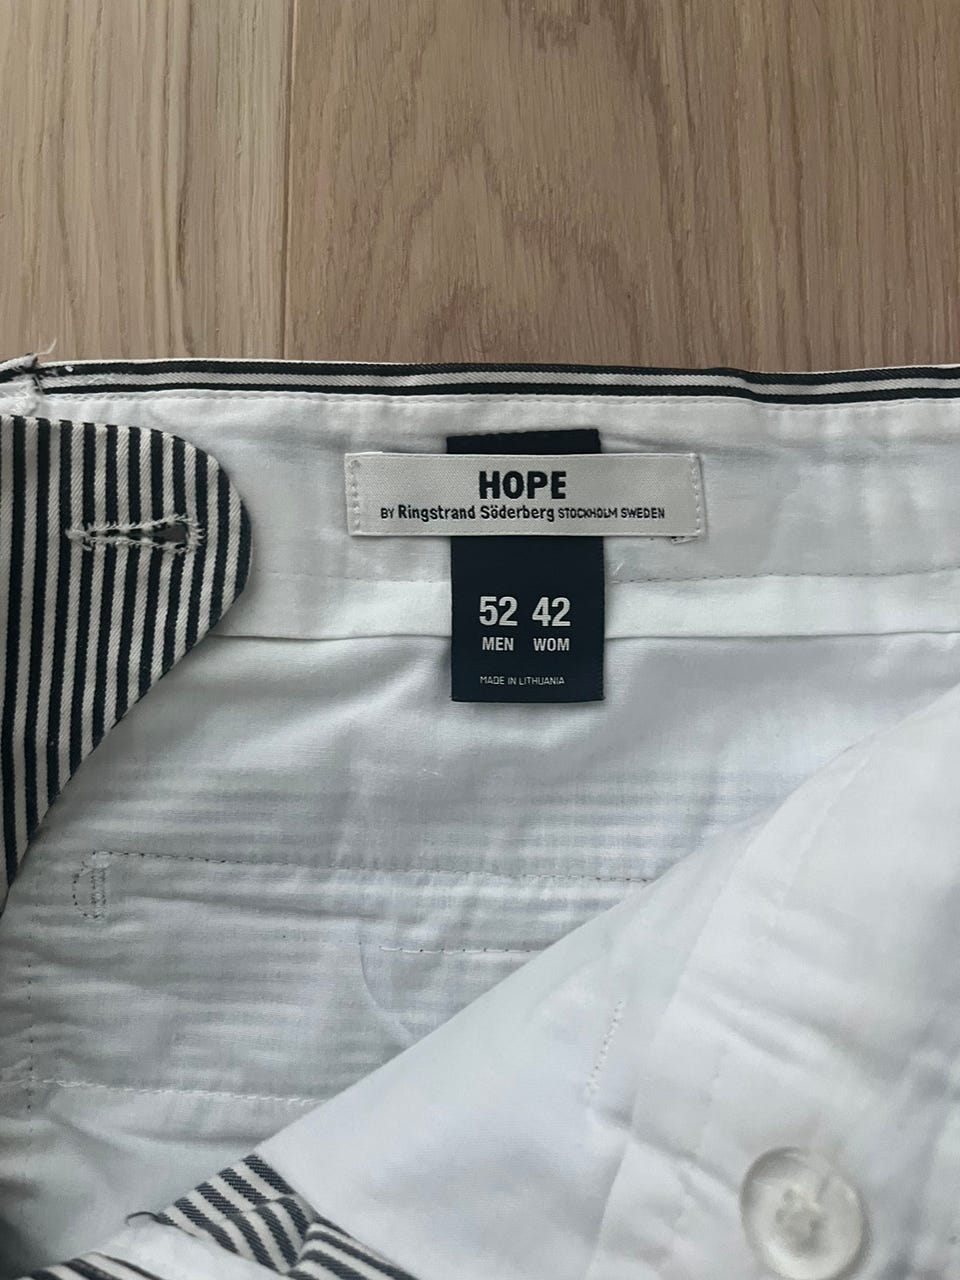 HOPE
BY Ringstrand Söderberg STOCKHOLM SWEDEN
52 42
MEN WOM
MADE IN LITHUANIA